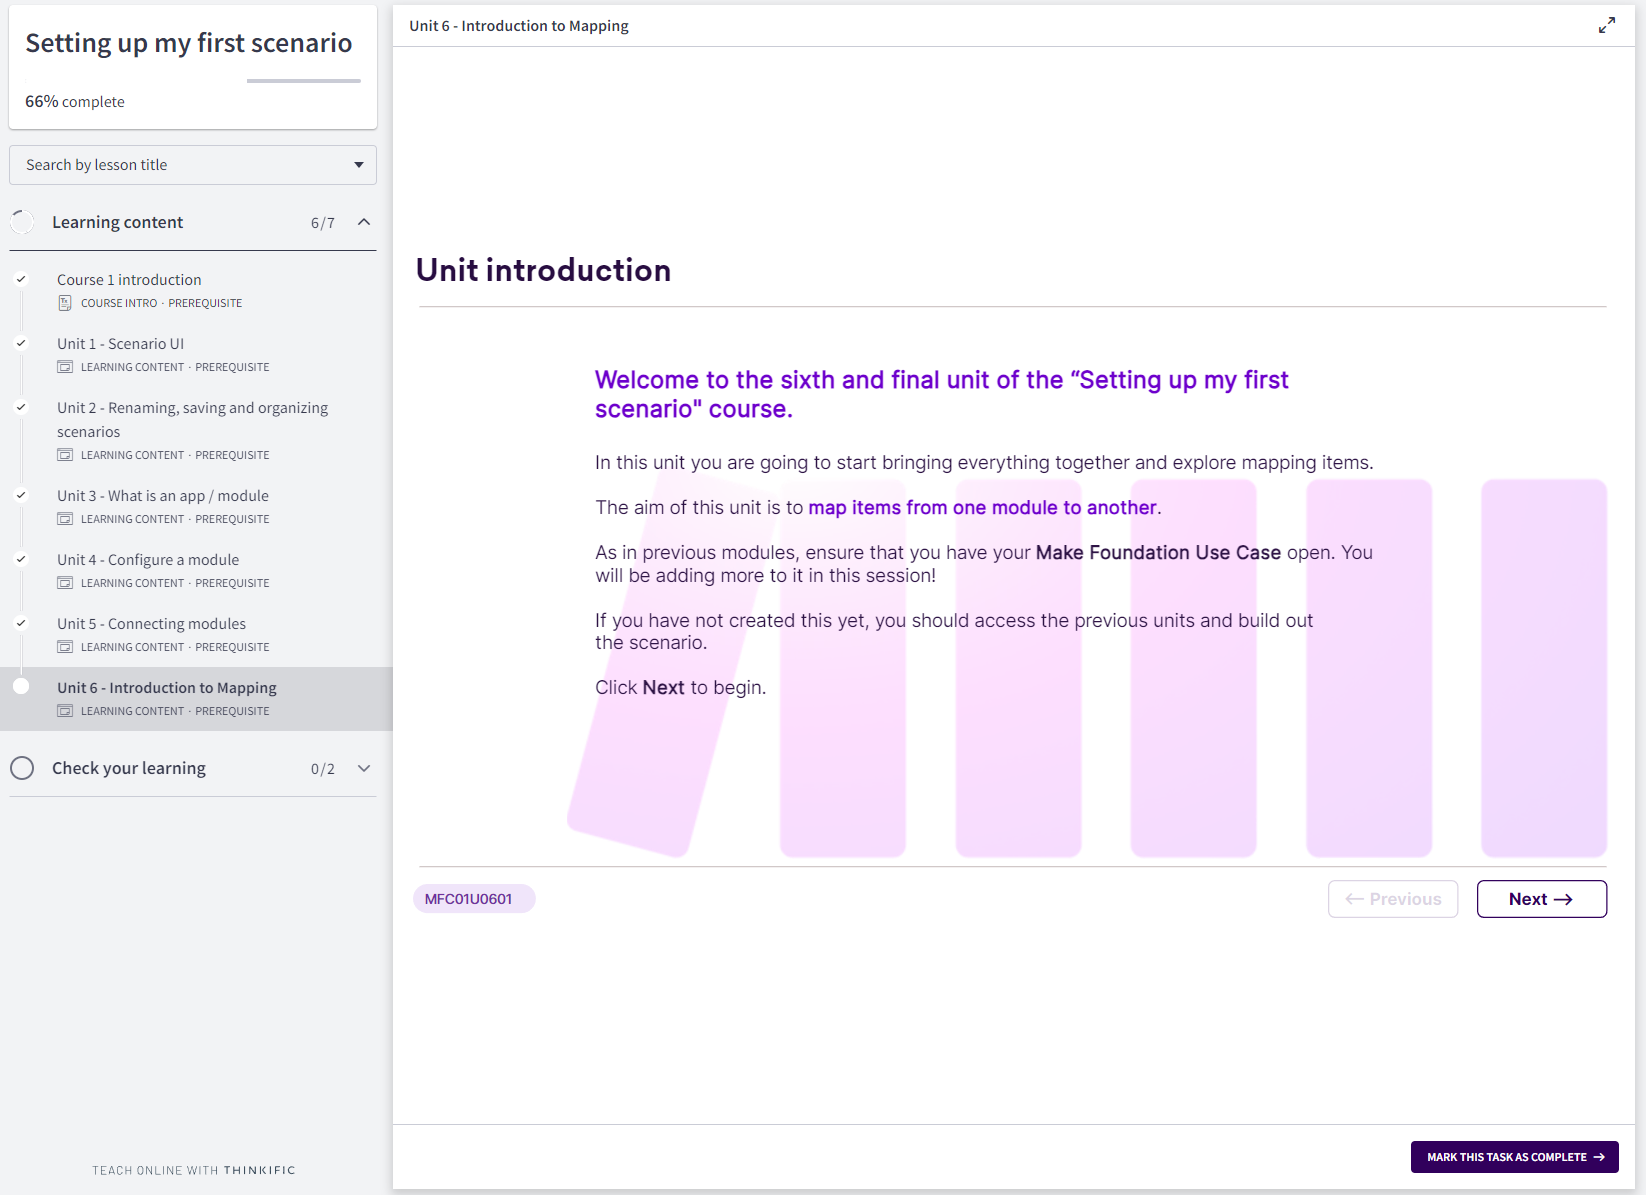 Setting up my first scenario
66% complete
Search by lesson title
Learning content 6/7
Course 1 introduction
COURSE INTRO · PREREQUISITE
Unit 1 - Scenario UI
LEARNING CONTENT · PREREQUISITE
Unit 2 - Renaming, saving and organizing
scenarios
LEARNING CONTENT · PREREQUISITE
Unit 3 - What is an app / module
LEARNING CONTENT · PREREQUISITE
Unit 4 - Configure a module
LEARNING CONTENT · PREREQUISITE
Unit 5 - Connecting modules
LEARNING CONTENT · PREREQUISITE
Unit 6 - Introduction to Mapping
LEARNING CONTENT · PREREQUISITE
Check your learning 0/2
TEACH ONLINE WITH THINKIFIC
Unit 6 - Introduction to Mapping
Unit introduction
Welcome to the sixth and final unit of the “Setting up my first
scenario" course.
In this unit you are going to start bringing everything together and explore mapping items.
The aim of this unit is to map items from one module to another.
As in previous modules, ensure that you have your Make Foundation Use Case open. You
will be adding more to it in this session!
If you have not created this yet, you should access the previous units and build out
the scenario.
Click Next to begin.
MFC01U0601
← Previous
Next →
MARK THIS TASK AS COMPLETE →